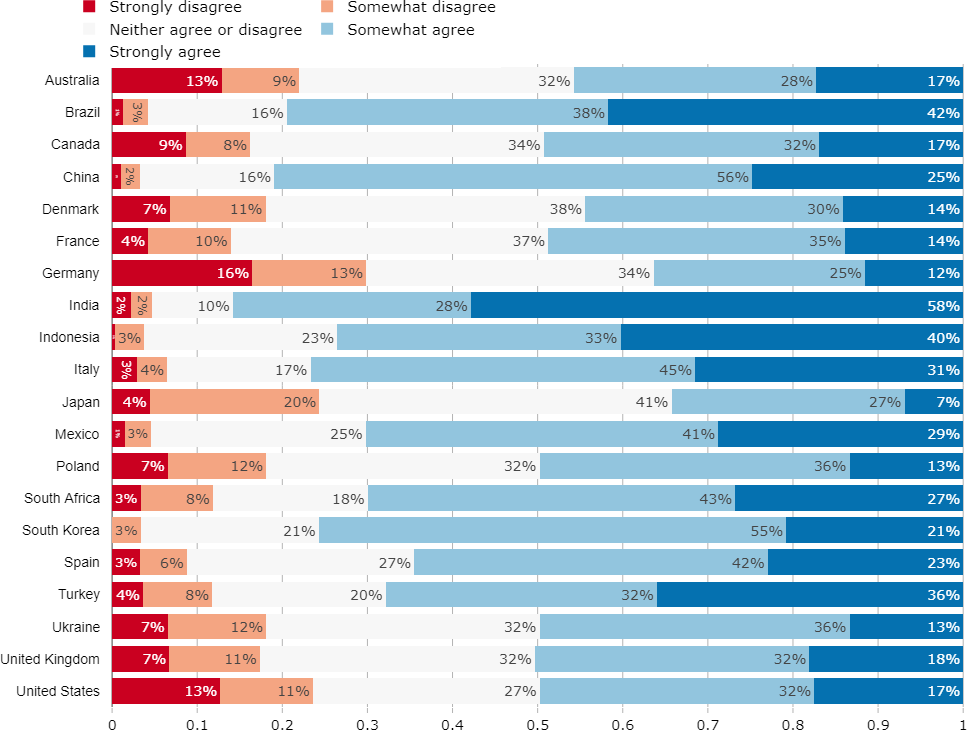 Strongly disagree Somewhat disagree
Neither agree or disagree Somewhat agree
Strongly agree
Australia 13% 9% 32% 28% 17%
Brazil 3% 16% 38% 42%
Canada 9% 8% 34% 32% 17%
China 2% 16% 56% 25%
Denmark 7% 11% 38% 30% 14%
France 4% 10% 37% 35% 14%
Germany 16% 13% 34% 25% 12%
India 2% 2% 10% 28% 58%
Indonesia 3% 23% 33% 40%
Italy 3% 4% 17% 45% 31%
Japan 4% 20% 41% 27% 7%
Mexico 3% 25% 41% 29%
Poland 7% 12% 32% 36% 13%
South Africa 3% 8% 18% 43% 27%
South Korea 3% 21% 55% 21%
Spain 3% 6% 27% 42% 23%
Turkey 4% 8% 20% 32% 36%
Ukraine 7% 12% 32% 36% 13%
United Kingdom 7% 11% 32% 32% 18%
United States 13% 11% 27% 32% 17%
0 0.1 0.2 0.3 0.4 0.5 0.6 0.7 0.8 0.9 1